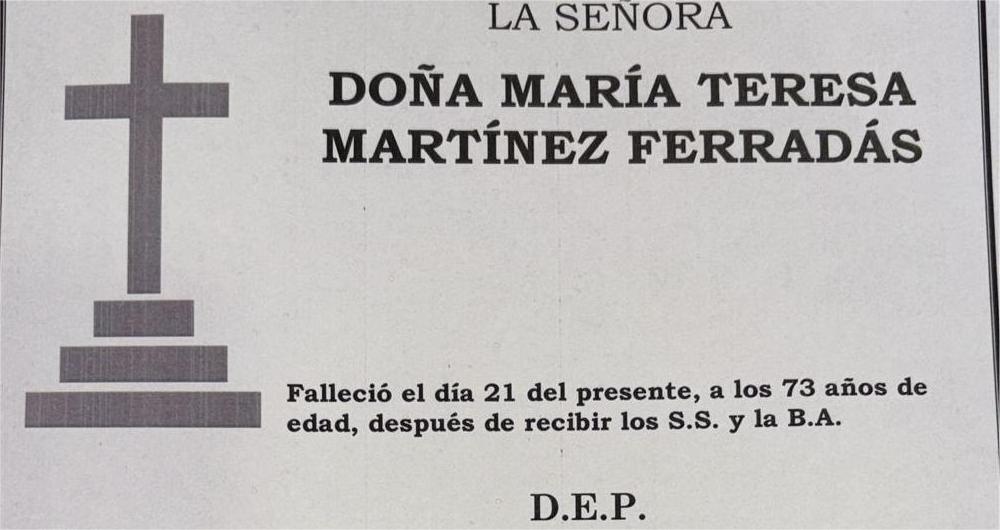 LA SEÑORA
DOÑA MARÍA TERESA
MARTÍNEZ FERRADÁS
Falleció el día 21 del presente, a los 73 años de
edad, después de recibir los S.S. y la B.A.
D.E.P.